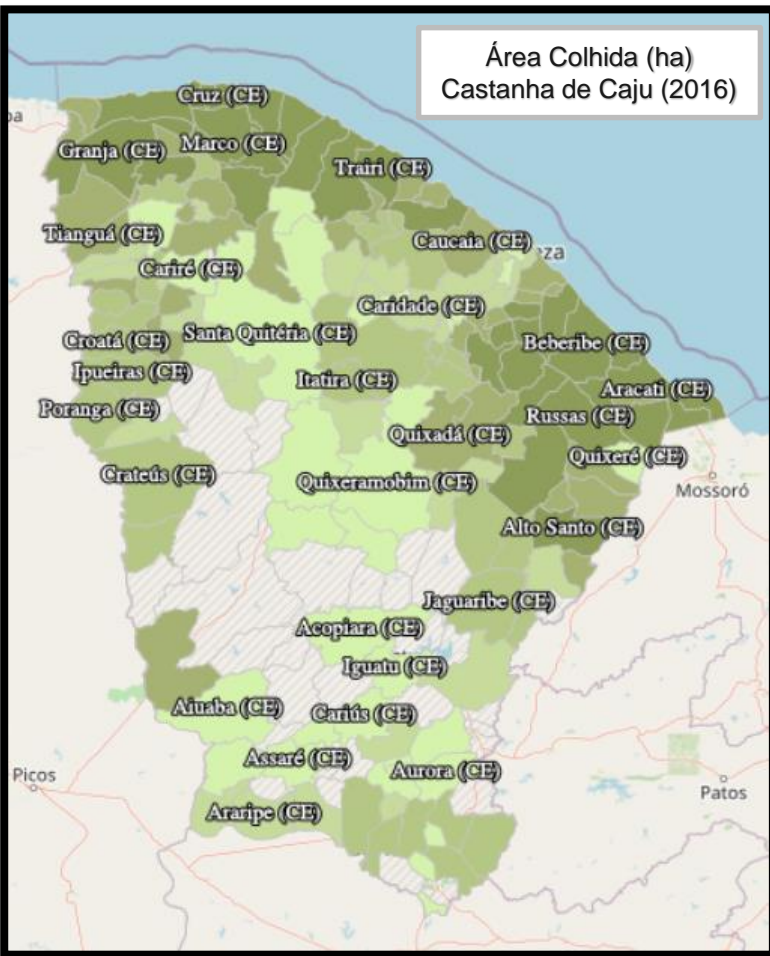 Área Colhida (ha)
Castanha de Caju (2016)
Cruz (CE)
ba
Granja (CE)
Marco (CE)
Trairi (CE)
Tianguá (CE)
Caucaia (CE)
za
Cariré (CE)
Caridade (CE)
Croatá (CE)
Santa Quitéria (CE)
Beberibe (CE)
Ipueiras (CE)
Itatira (CE)
Aracati (CE)
Poranga (CE)
Russas (CE)
Quixadá (CE)
Quixeré (CE)
Crateús (CE)
Quixeramobim (CE)
Mossoró
Alto Santo (CE)
Jaguaribe (CE)
Acopiara (CE)
Iguatu (CE)
Aiuaba (CE)
Cariús (CE)
Assaré (CE)
Aurora (CE)
Picos
Patos
Araripe (CE)